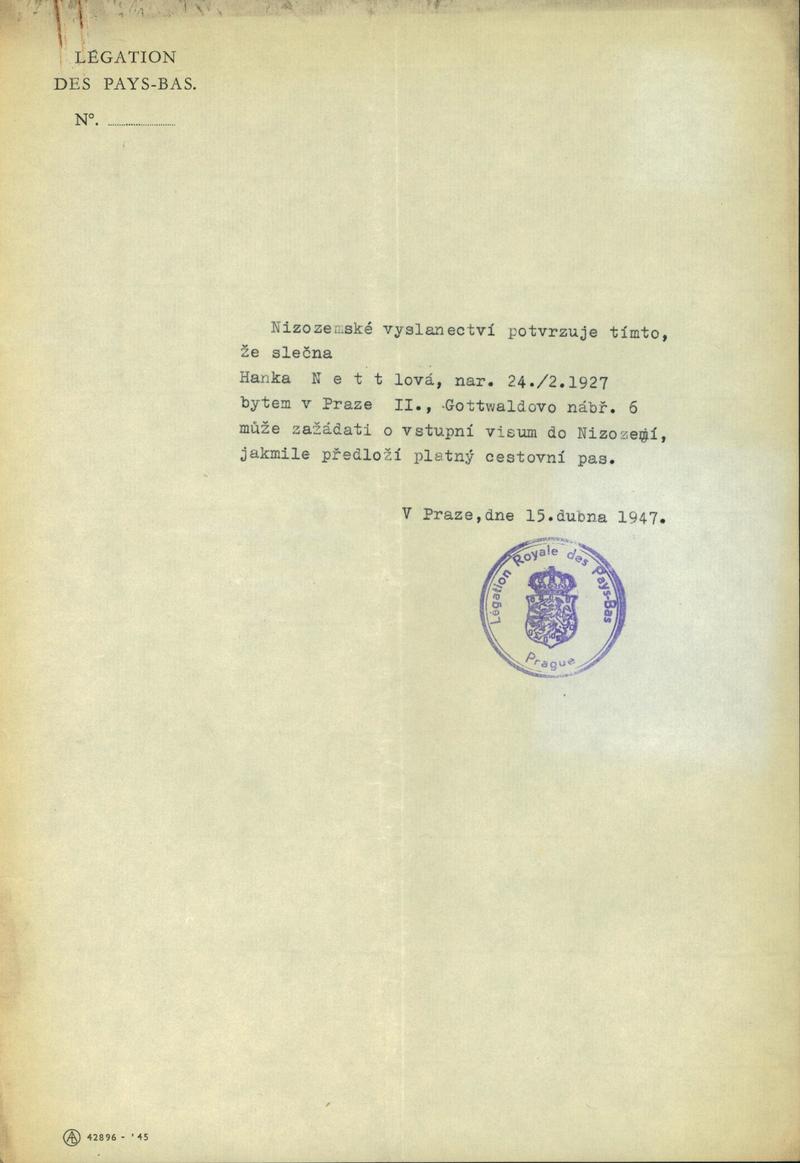 LÉGATION
DES PAYS-BAS.
Nº. ....................
Nizozemské vyslanectví potvrzuje tímto,
že slečna
Hanka N e t t lová, nar. 24./2.1927
bytem v Praze II., Gottwaldovo nábř. 6
může zažádati o vstupní visum do Nizozemí,
jakmile předloží platný cestovní pas.
V Praze,dne 15.dubna 1947.
Légation Royale des Pays-Bas
Prague
42896 - '45